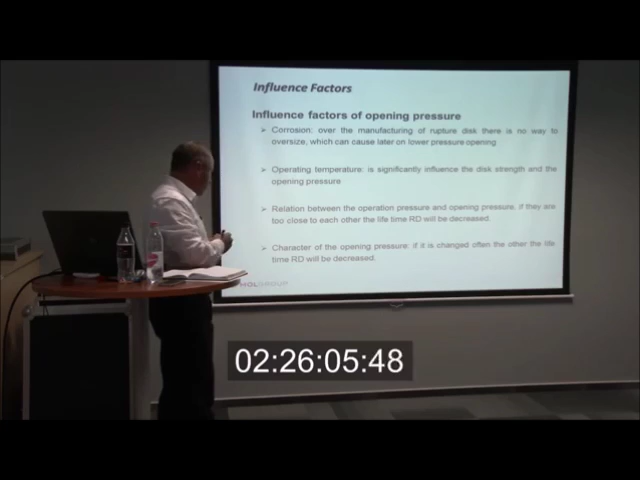 Influence Factors
Influence factors of opening pressure
➢ Corrosion: over the manufacturing of rupture disk there is no way to
oversize, which can cause later on lower pressure opening
➢ Operating temperature: is significantly influence the disk strength and the
opening pressure
➢ Relation between the operation pressure and opening pressure, if they are
too close to each other the life time RD will be decreased.
➢ Character of the opening pressure: if it is changed often the other the life
time RD will be decreased.
HGLGROUP
02:26:05:48